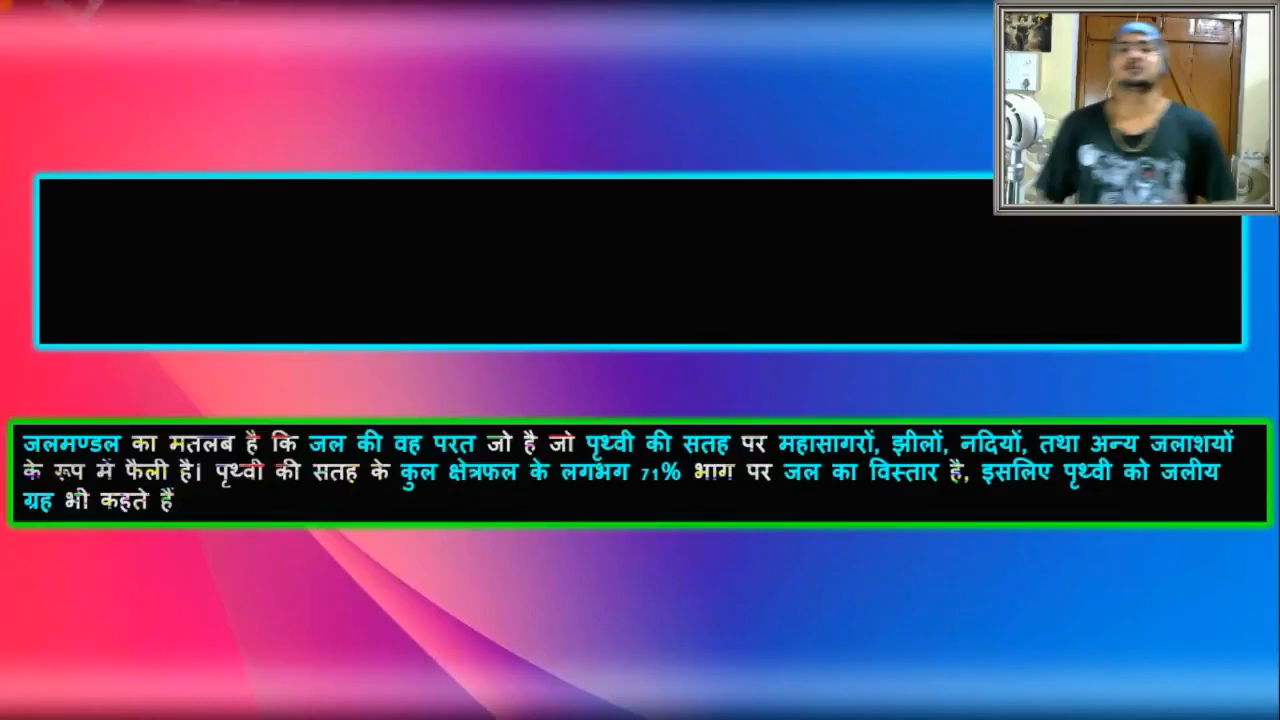 जलमण्डल का मतलब है कि जल की वह परत जो है जो पृथ्वी की सतह पर महासागरों, झीलों, नदियों, तथा अन्य जलाशयों
के रूप में फैली है। पृथ्वी की सतह के कुल क्षेत्रफल के लगभग 71% भाग पर जल का विस्तार है, इसलिए पृथ्वी को जलीय
ग्रह भी कहते हैं